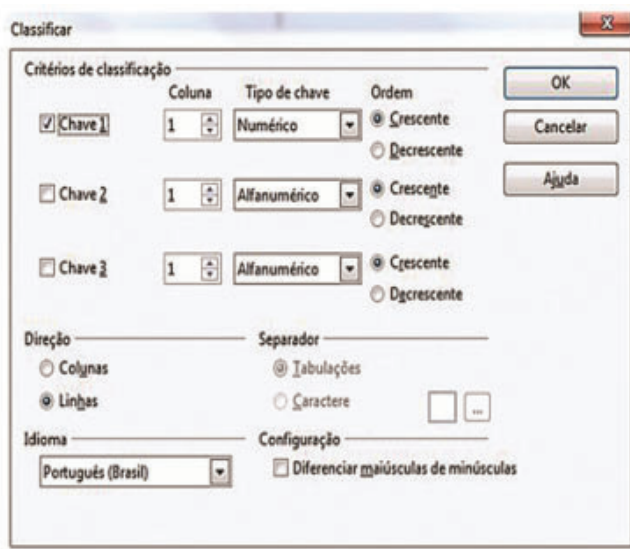 Classificar
Critérios de classificação
Coluna Tipo de chave Ordem
Chave 1 1 Numérico Crescente
Decrescente
Chave 2 1 Alfanumérico Crescente
Decrescente
Chave 3 1 Alfanumérico Crescente
Decrescente
OK
Cancelar
Ajuda
Direção
Colunas
Linhas
Separador
Tabulações
Caractere
...
Idioma
Português (Brasil)
Configuração
Diferenciar maiúsculas de minúsculas